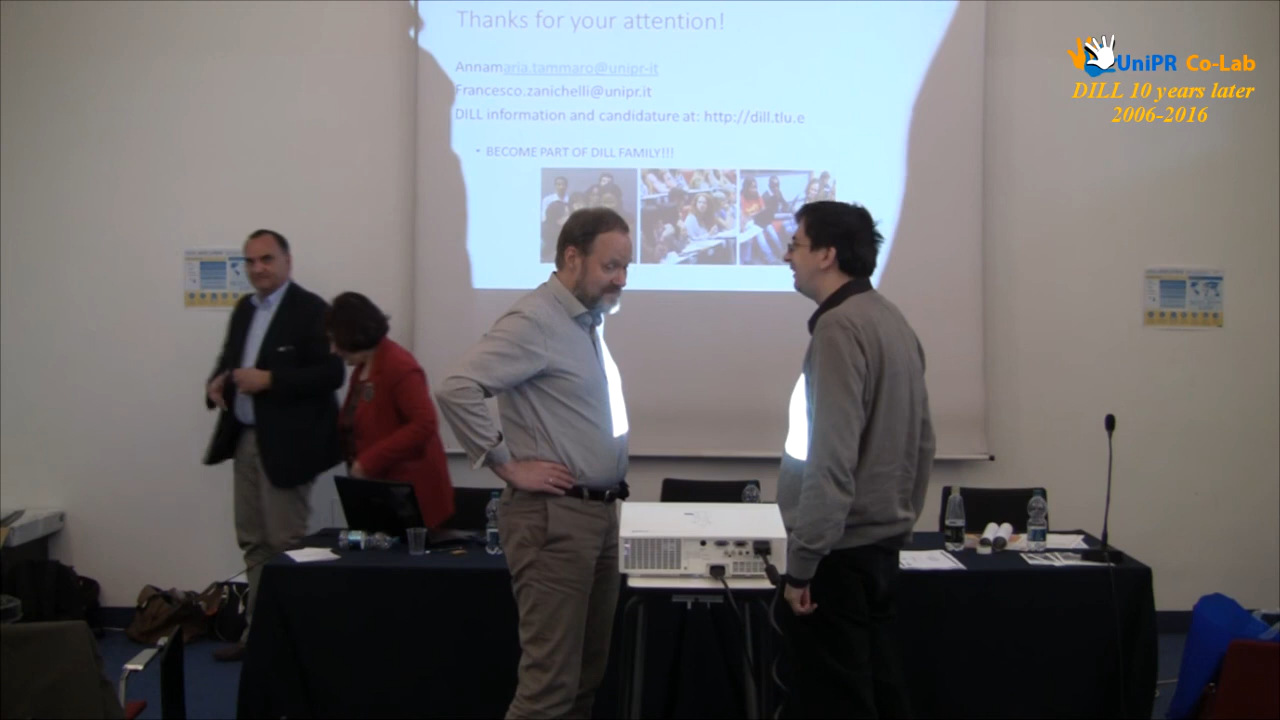 Thanks for your attention!
Annamaria.tammaro@unipr-it
Francesco.zanichelli@unipr.it
DILL information and candidature at: http://dill.tlu.e
• BECOME PART OF DILL FAMILY!!!
UniPR Co-Lab
DILL 10 years later
2006-2016